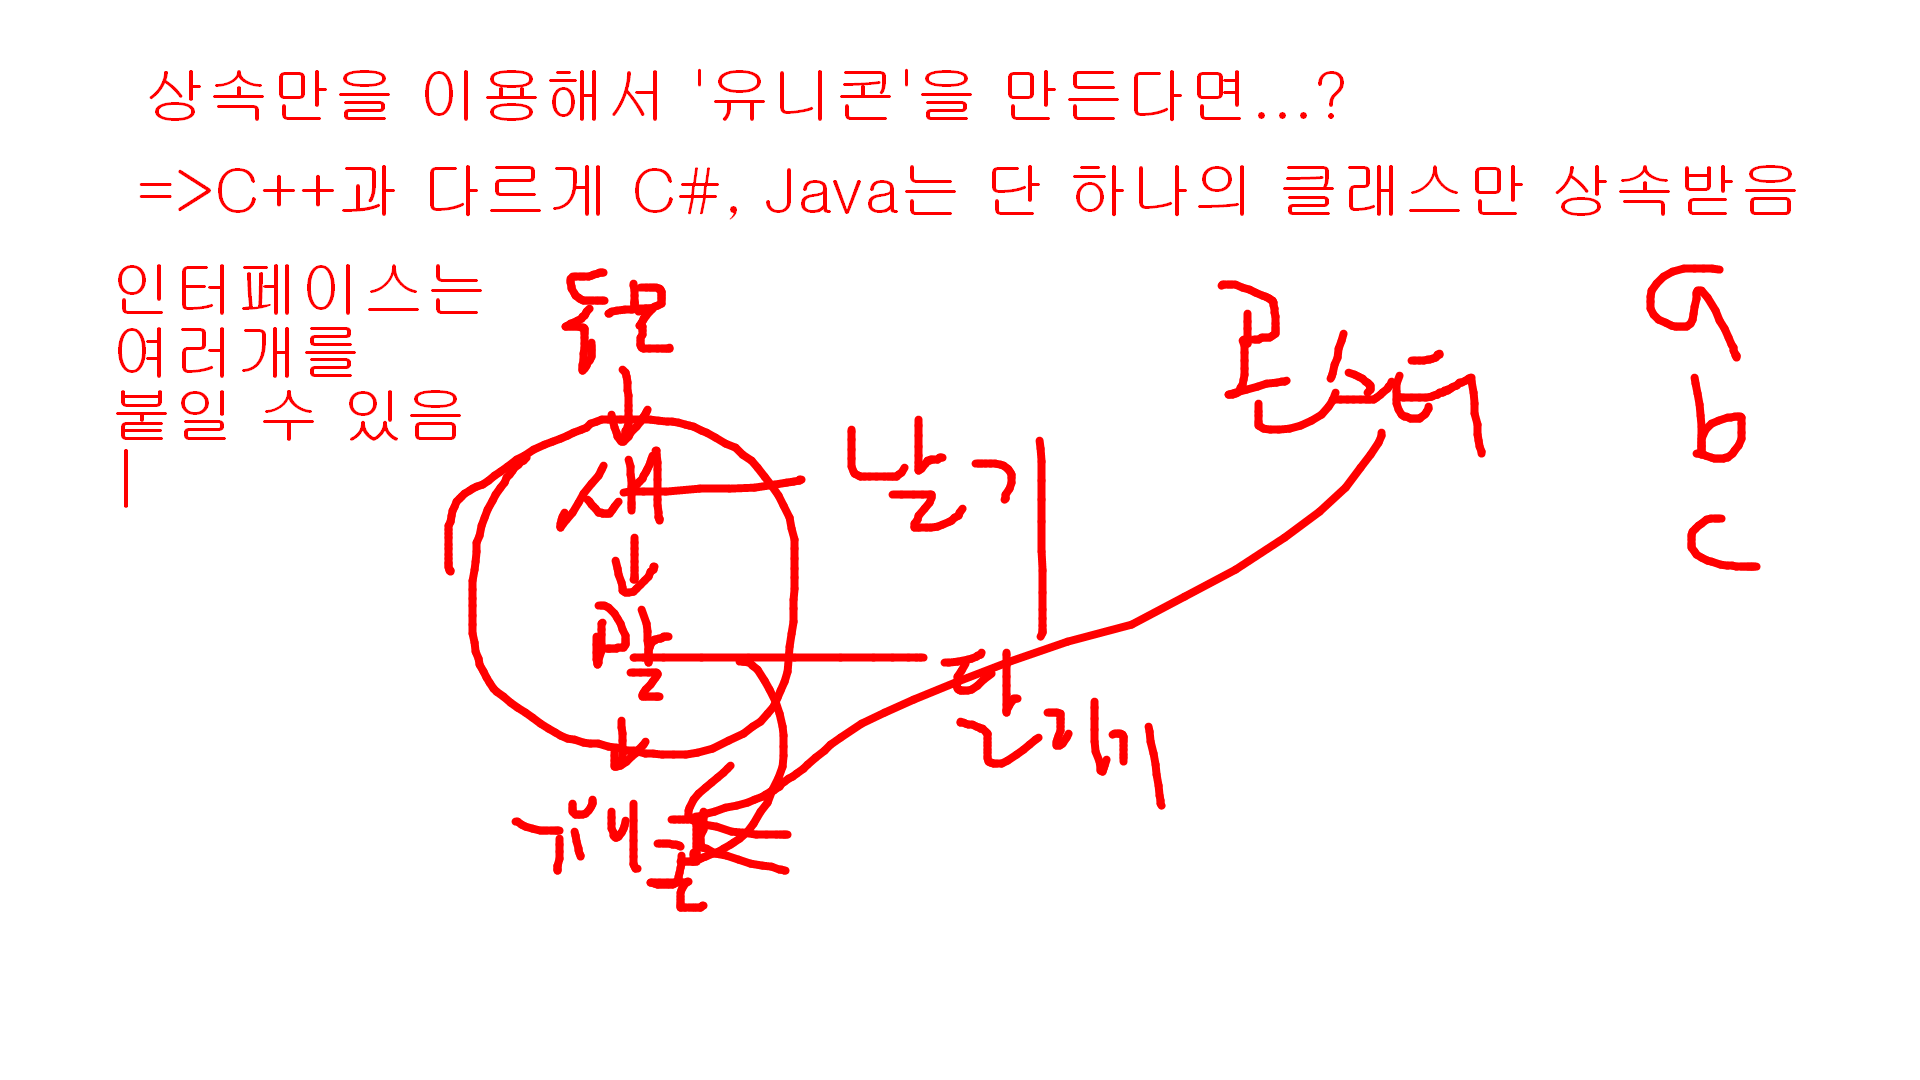 상속만을 이용해서 '유니콘'을 만든다면...?
=>C++과 다르게 C#, Java는 단 하나의 클래스만 상속받음
인터페이스는
여러개를
붙일 수 있음
동물
몬스터
a
b
c
새
날기
말
달리기
유니콘